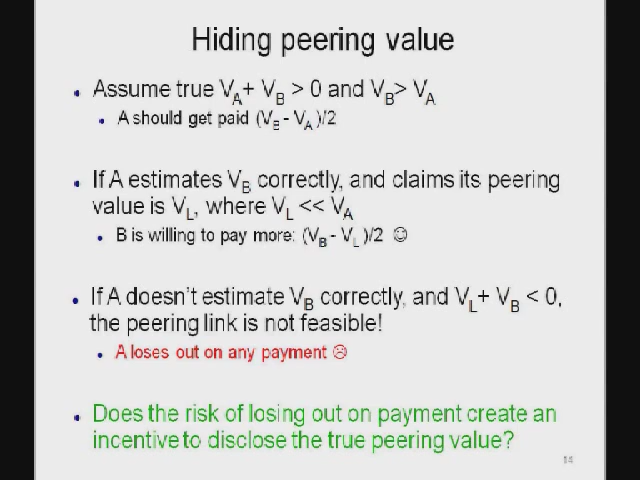 Hiding peering value
• Assume true V_A + V_B > 0 and V_B > V_A
• A should get paid (V_B - V_A )/2
• If A estimates V_B correctly, and claims its peering
value is V_L, where V_L << V_A
• B is willing to pay more: (V_B - V_L )/2 ☺
• If A doesn't estimate V_B correctly, and V_L + V_B < 0,
the peering link is not feasible!
• A loses out on any payment ☹
• Does the risk of losing out on payment create an
incentive to disclose the true peering value?
14